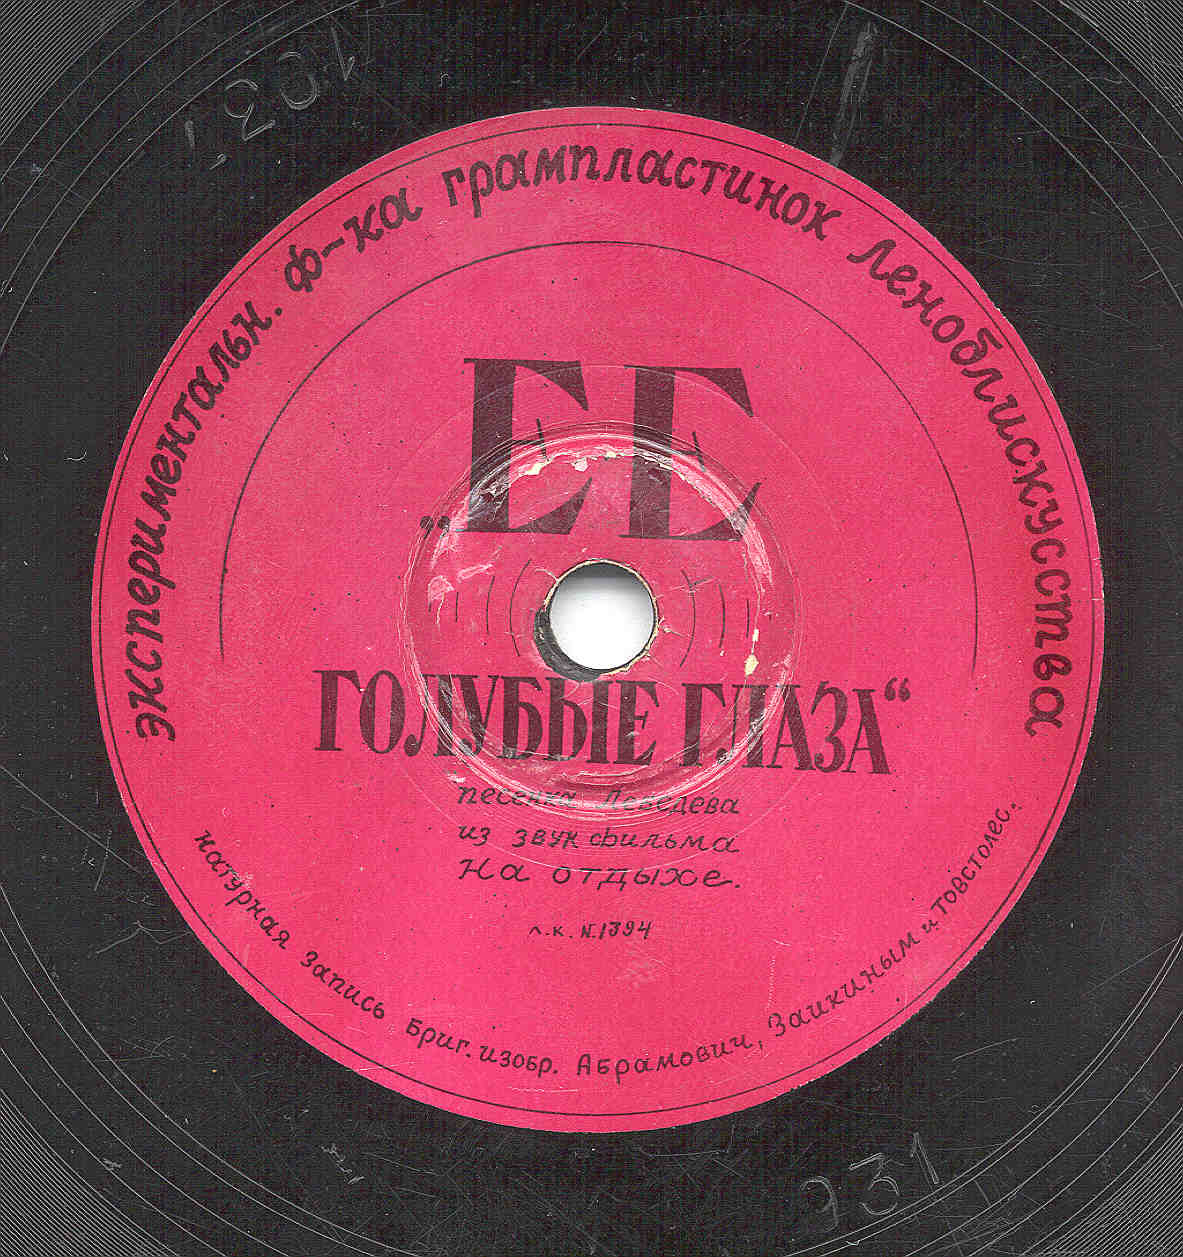 экспериментальн. ф-ка грампластинок Леноблискусства
„ЕЕ
ГОЛУБЫЕ ГЛАЗА“
песенка Лебедева
из звук фильма
На отдыхе.
л.к. N.1394
натурная запись бриг. изобр. Абрамович, Заикиным и товстолес.
931